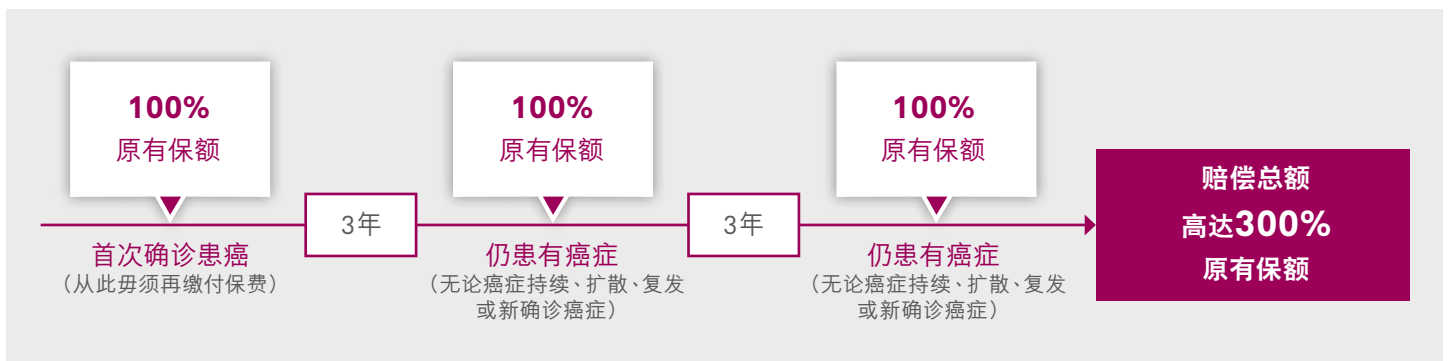 100%
原有保额
100%
原有保额
100%
原有保额
3年
3年
首次确诊患癌
（从此毋须再缴付保费）
仍患有癌症
（无论癌症持续、扩散、复发
或新确诊癌症）
仍患有癌症
（无论癌症持续、扩散、复发
或新确诊癌症）
赔偿总额
高达300%
原有保额